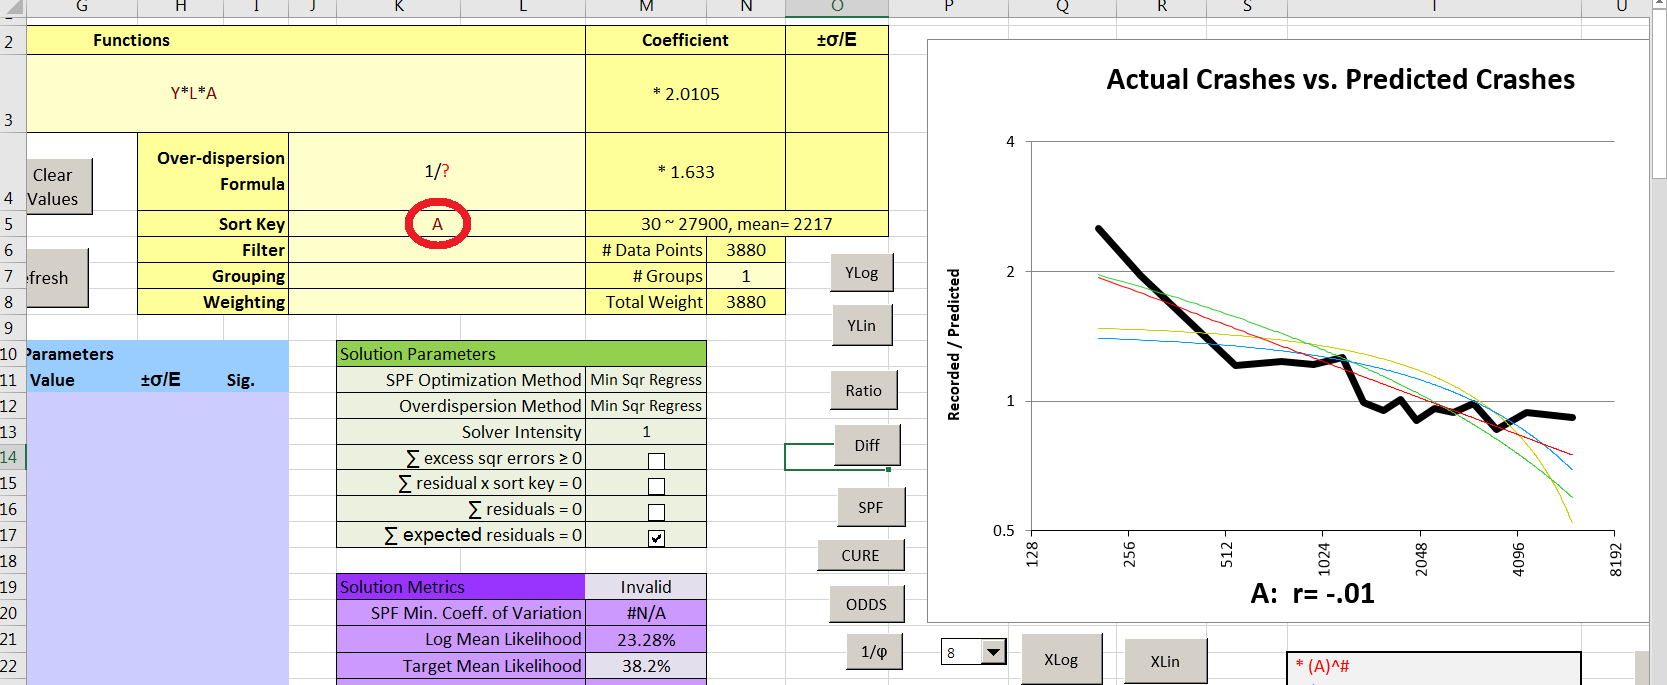 G H I J K L M N O P Q R S T U
2 Functions Coefficient ±σ/E
3 Y*L*A * 2.0105
4 Clear Values Over-dispersion Formula 1/? * 1.633
5 Sort Key A 30 ~ 27900, mean= 2217
6 Filter # Data Points 3880
7 efresh Grouping # Groups 1
8 Weighting Total Weight 3880
9
10 Parameters Solution Parameters
11 Value ±σ/E Sig. SPF Optimization Method Min Sqr Regress
12 Overdispersion Method Min Sqr Regress
13 Solver Intensity 1
14 ∑ excess sqr errors ≥ 0
15 ∑ residual x sort key = 0
16 ∑ residuals = 0
17 ∑ expected residuals = 0
18
19 Solution Metrics Invalid
20 SPF Min. Coeff. of Variation #N/A
21 Log Mean Likelihood 23.28%
22 Target Mean Likelihood 38.2%
YLog
YLin
Ratio
Diff
SPF
CURE
ODDS
1/φ
8
XLog
XLin
* (A)^#
Actual Crashes vs. Predicted Crashes
Recorded / Predicted
4
2
1
0.5
128 256 512 1024 2048 4096 8192
A: r= -.01